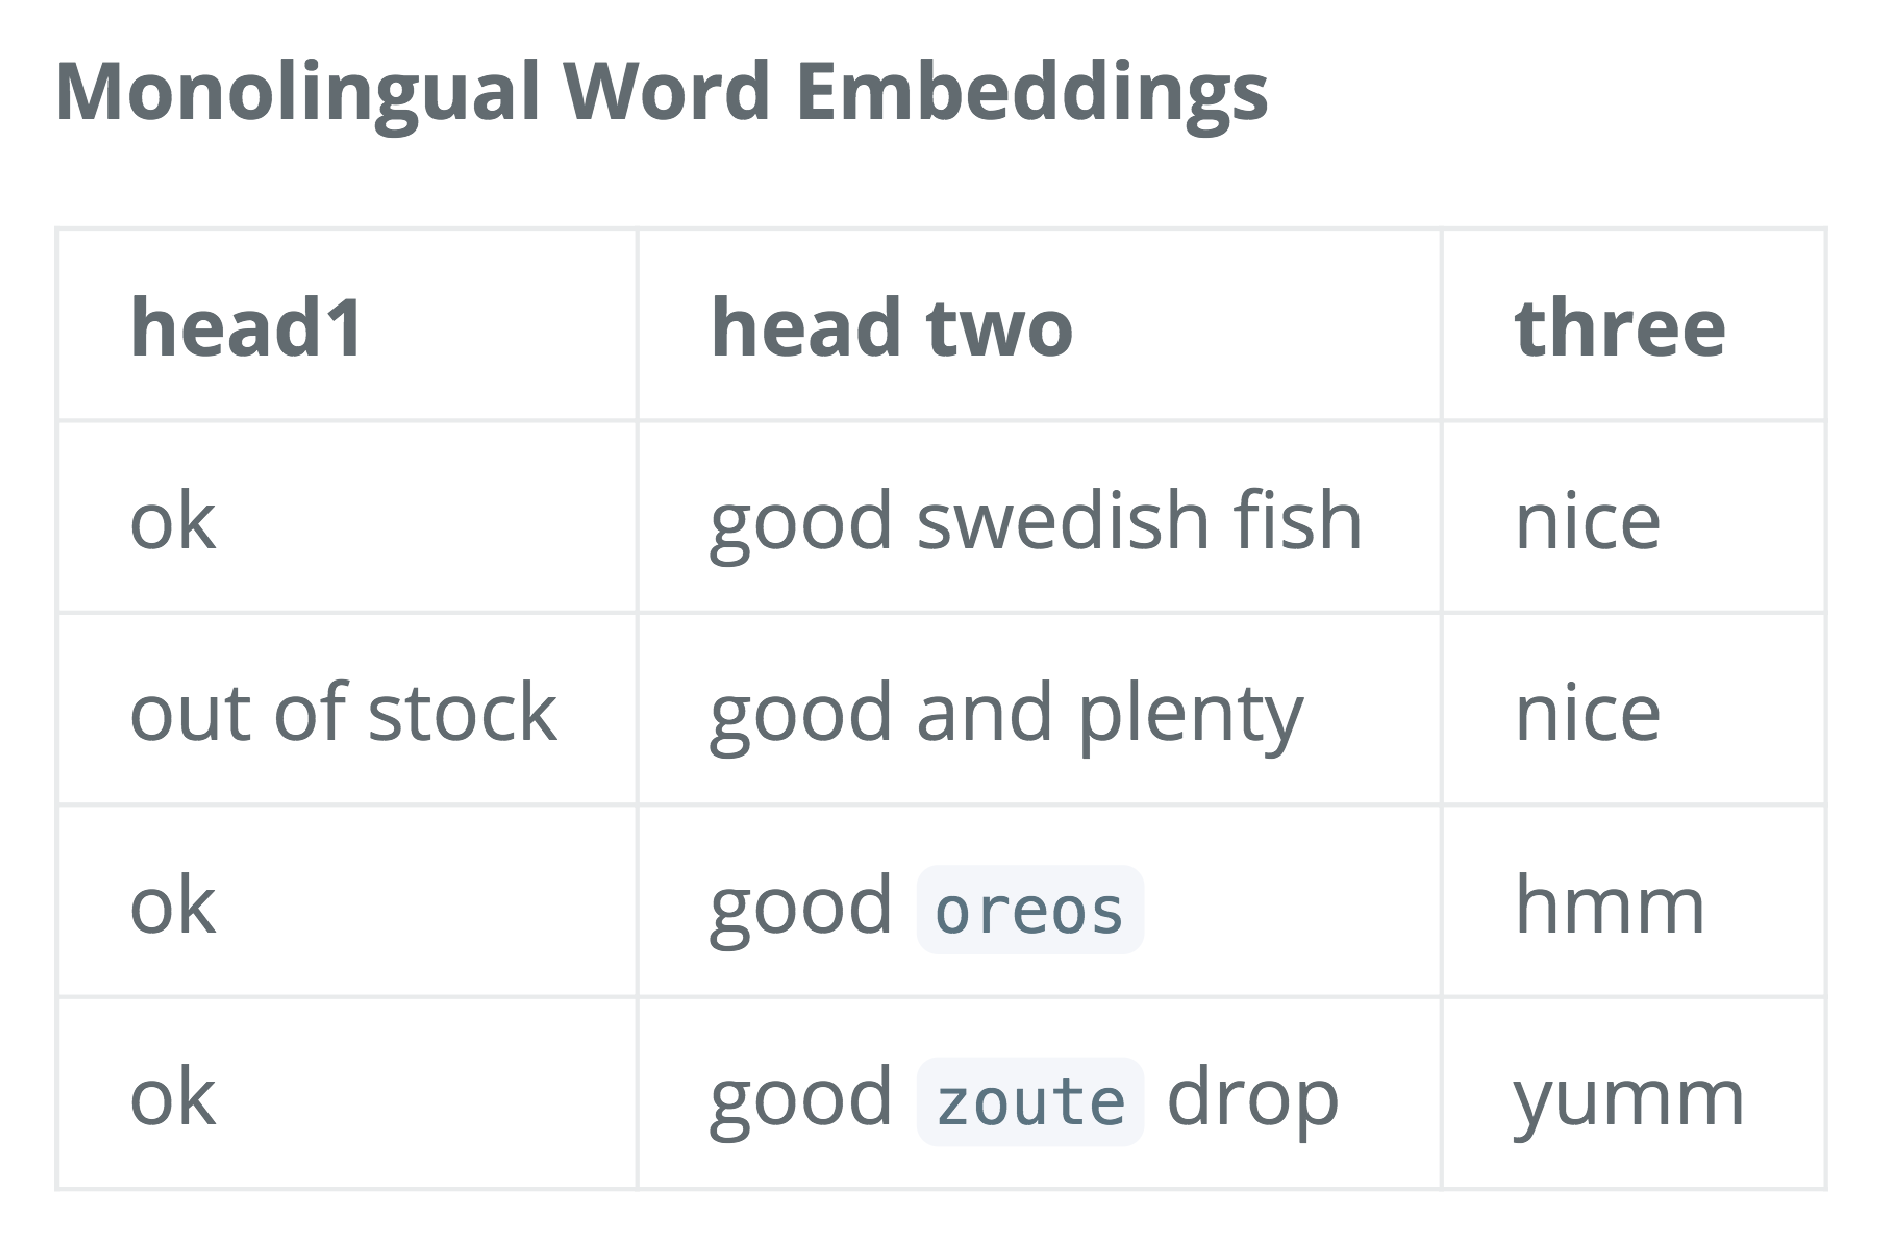 Monolingual Word Embeddings
head1 head two three
ok good swedish fish nice
out of stock good and plenty nice
ok good oreos hmm
ok good zoute drop yumm